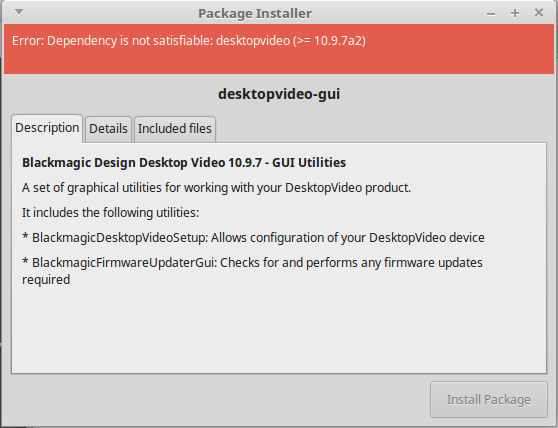 Package Installer
Error: Dependency is not satisfiable: desktopvideo (>= 10.9.7a2)
desktopvideo-gui
Description Details Included files
Blackmagic Design Desktop Video 10.9.7 - GUI Utilities
A set of graphical utilities for working with your DesktopVideo product.
It includes the following utilities:
* BlackmagicDesktopVideoSetup: Allows configuration of your DesktopVideo device
* BlackmagicFirmwareUpdaterGui: Checks for and performs any firmware updates
required
Install Package